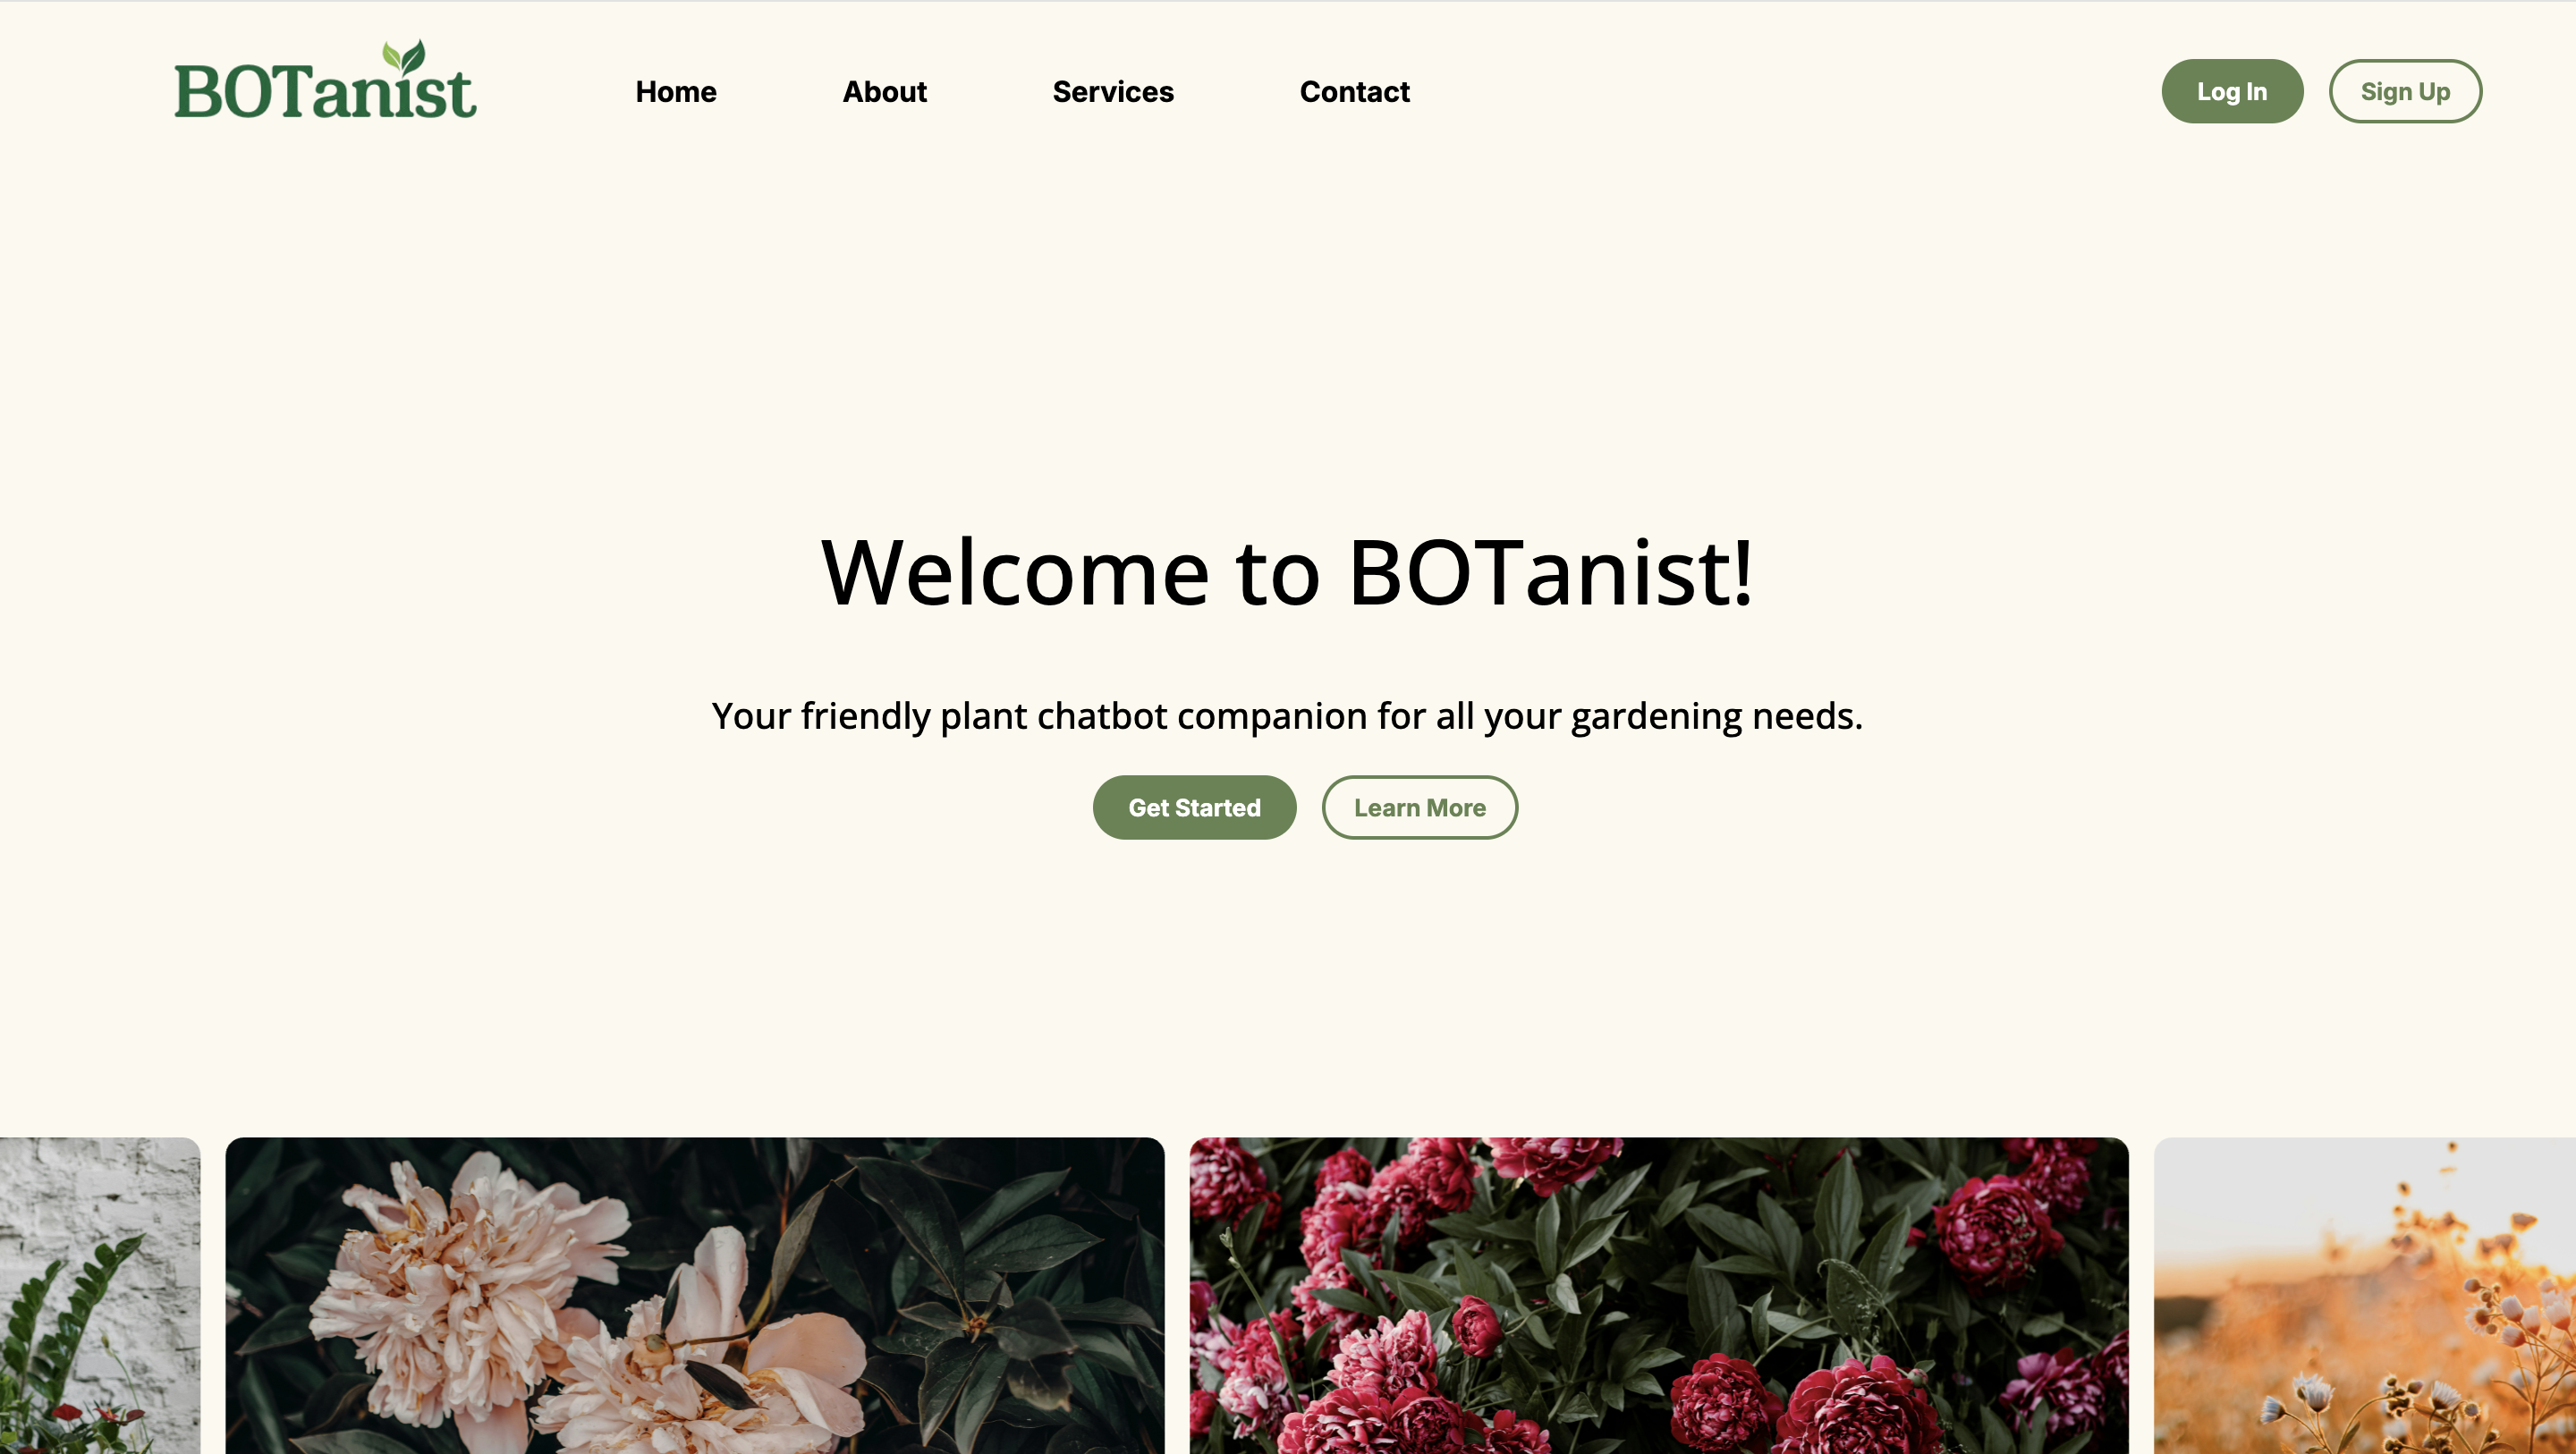 BOTanist
Home About Services Contact
Log In Sign Up
Welcome to BOTanist!
Your friendly plant chatbot companion for all your gardening needs.
Get Started Learn More